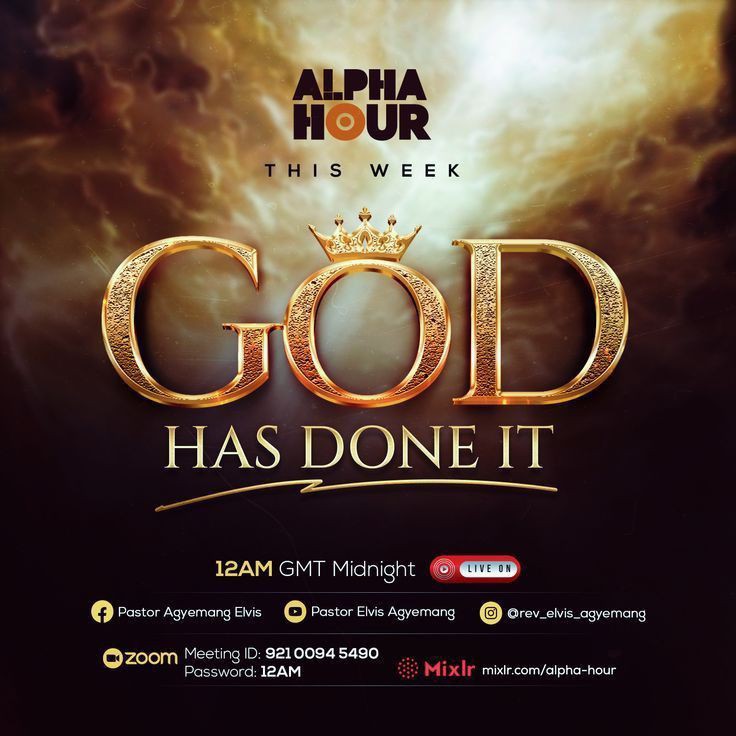 ALPHA
HOUR
THIS WEEK
GOD
HAS DONE IT
12AM GMT Midnight LIVE ON
Pastor Agyemang Elvis Pastor Elvis Agyemang @rev_elvis_agyemang
zoom Meeting ID: 921 0094 5490
Password: 12AM
Mixlr mixlr.com/alpha-hour